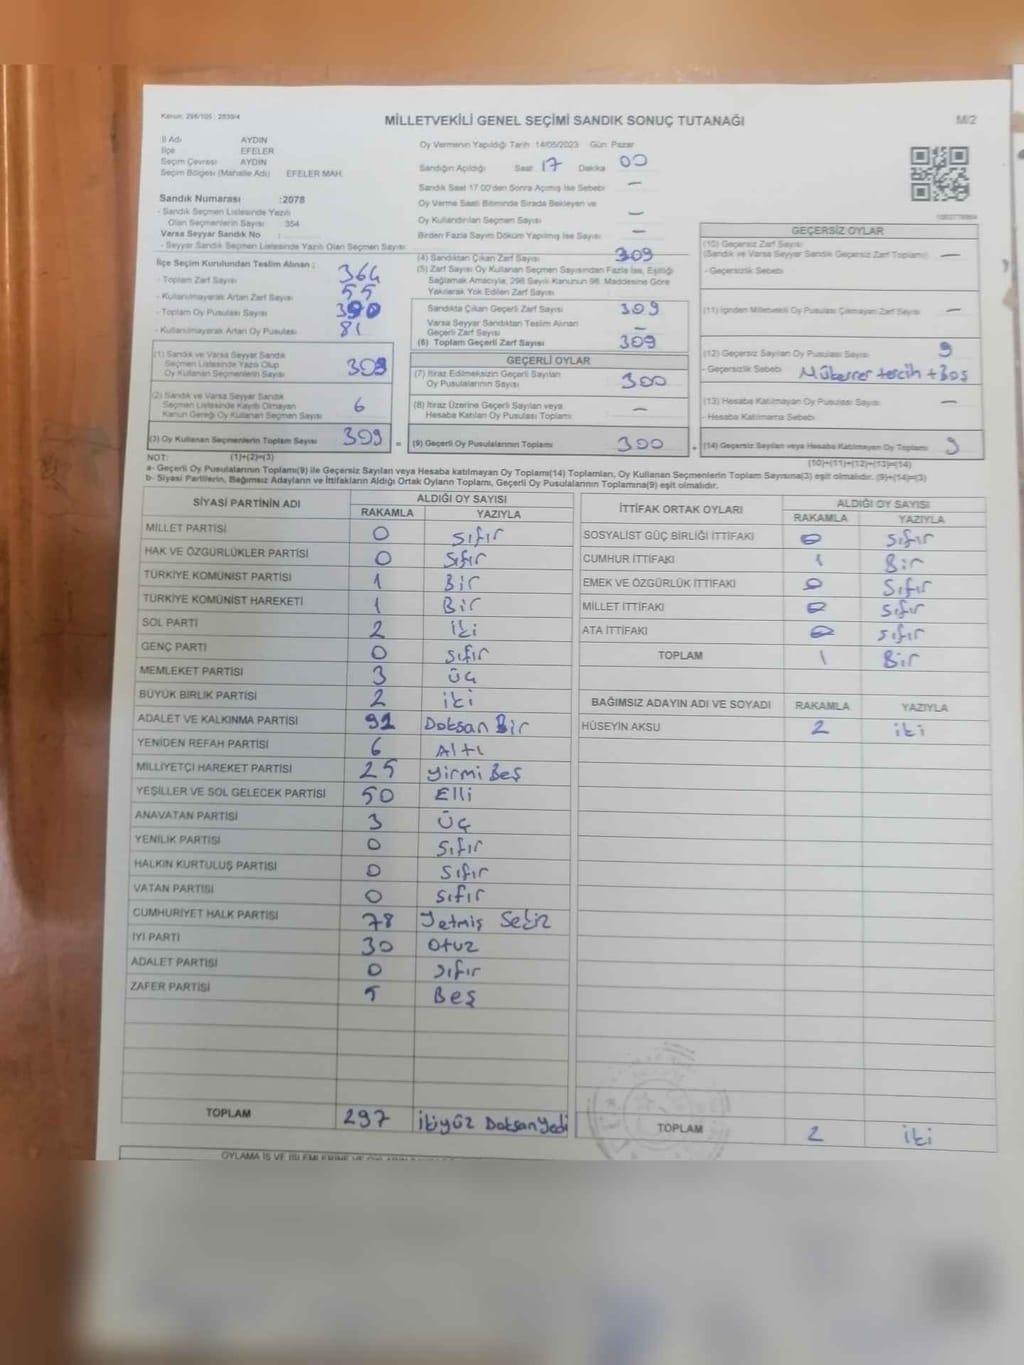 Kanun: 298/105 : 2839/4
MİLLETVEKİLİ GENEL SEÇİMİ SANDIK SONUÇ TUTANAĞI
M/2
İl Adı AYDIN
İlçe EFELER
Seçim Çevresi AYDIN
Seçim Bölgesi (Mahalle Adı) EFELER MAH.
Sandık Numarası :2078
- Sandık Seçmen Listesinde Yazılı
Olan Seçmenlerin Sayısı 354
Varsa Seyyar Sandık No :
- Seyyar Sandık Seçmen Listesinde Yazılı Olan Seçmen Sayısı
Oy Vermenin Yapıldığı Tarih 14/05/2023 Gün Pazar
Sandığın Açıldığı Saat 17 Dakika 00
Sandık Saat 17.00'den Sonra Açılmış İse Sebebi —
Oy Verme Saati Bitiminde Sırada Bekleyen ve
Oy Kullandırılan Seçmen Sayısı —
Birden Fazla Sayım Döküm Yapılmış İse Sayısı —
İlçe Seçim Kurulundan Teslim Alınan :
- Toplam Zarf Sayısı 364
- Kullanılmayarak Artan Zarf Sayısı 55
- Toplam Oy Pusulası Sayısı 390
- Kullanılmayarak Artan Oy Pusulası 81
(1) Sandık ve Varsa Seyyar Sandık
Seçmen Listesinde Yazılı Olup
Oy Kullanan Seçmenlerin Sayısı 303
(2) Sandık ve Varsa Seyyar Sandık
Seçmen Listesinde Kayıtlı Olmayan
Kanun Gereği Oy Kullanan Seçmen Sayısı 6
(3) Oy Kullanan Seçmenlerin Toplam Sayısı 309
(4) Sandıktan Çıkan Zarf Sayısı 309
(5) Zarf Sayısı Oy Kullanan Seçmen Sayısından Fazla İse, Eşitliği
Sağlamak Amacıyla, 298 Sayılı Kanunun 98. Maddesine Göre
Yakılarak Yok Edilen Zarf Sayısı
Sandıkta Çıkan Geçerli Zarf Sayısı 309
Varsa Seyyar Sandıktan Teslim Alınan
Geçerli Zarf Sayısı —
(6) Toplam Geçerli Zarf Sayısı 309
GEÇERLİ OYLAR
(7) İtiraz Edilmeksizin Geçerli Sayılan
Oy Pusulalarının Sayısı 300
(8) İtiraz Üzerine Geçerli Sayılan veya
Hesaba Katılan Oy Pusulası Toplamı —
(9) Geçerli Oy Pusulalarının Toplamı 300
GEÇERSİZ OYLAR
(10) Geçersiz Zarf Sayısı
(Sandık ve Varsa Seyyar Sandık Geçersiz Zarf Toplamı) —
- Geçersizlik Sebebi
(11) İçinden Milletvekili Oy Pusulası Çıkmayan Zarf Sayısı —
(12) Geçersiz Sayılan Oy Pusulası Sayısı 9
- Geçersizlik Sebebi Mükerrer tercih + Boş
(13) Hesaba Katılmayan Oy Pusulası Sayısı —
- Hesaba Katılmama Sebebi
(14) Geçersiz Sayılan veya Hesaba Katılmayan Oy Toplamı 9
NOT: (1)+(2)=(3)
(10)+(11)+(12)+(13)=(14)
a- Geçerli Oy Pusulalarının Toplamı(9) ile Geçersiz Sayılan veya Hesaba katılmayan Oy Toplamı(14) Toplamları, Oy Kullanan Seçmenlerin Toplam Sayısına(3) eşit olmalıdır. (9)+(14)=(3)
b- Siyasi Partilerin, Bağımsız Adayların ve İttifakların Aldığı Ortak Oyların Toplamı, Geçerli Oy Pusulalarının Toplamına(9) eşit olmalıdır.
SİYASİ PARTİNİN ADI ALDIĞI OY SAYISI
RAKAMLA YAZIYLA
MİLLET PARTİSİ 0 sıfır
HAK VE ÖZGÜRLÜKLER PARTİSİ 0 sıfır
TÜRKİYE KOMÜNİST PARTİSİ 1 Bir
TÜRKİYE KOMÜNİST HAREKETİ 1 Bir
SOL PARTİ 2 iki
GENÇ PARTİ 0 sıfır
MEMLEKET PARTİSİ 3 üç
BÜYÜK BİRLİK PARTİSİ 2 iki
ADALET VE KALKINMA PARTİSİ 91 Doksan Bir
YENİDEN REFAH PARTİSİ 6 Altı
MİLLİYETÇİ HAREKET PARTİSİ 25 yirmi Beş
YEŞİLLER VE SOL GELECEK PARTİSİ 50 Elli
ANAVATAN PARTİSİ 3 Üç
YENİLİK PARTİSİ 0 sıfır
HALKIN KURTULUŞ PARTİSİ 0 sıfır
VATAN PARTİSİ 0 sıfır
CUMHURİYET HALK PARTİSİ 78 Yetmiş Sekiz
İYİ PARTİ 30 Otuz
ADALET PARTİSİ 0 sıfır
ZAFER PARTİSİ 5 Beş
TOPLAM 297 ikiyüz Doksan yedi
İTTİFAK ORTAK OYLARI ALDIĞI OY SAYISI
RAKAMLA YAZIYLA
SOSYALİST GÜÇ BİRLİĞİ İTTİFAKI 0 sıfır
CUMHUR İTTİFAKI 1 Bir
EMEK VE ÖZGÜRLÜK İTTİFAKI 0 Sıfır
MİLLET İTTİFAKI 0 sıfır
ATA İTTİFAKI 0 sıfır
TOPLAM 1 Bir
BAĞIMSIZ ADAYIN ADI VE SOYADI RAKAMLA YAZIYLA
HÜSEYİN AKSU 2 iki
TOPLAM 2 iki